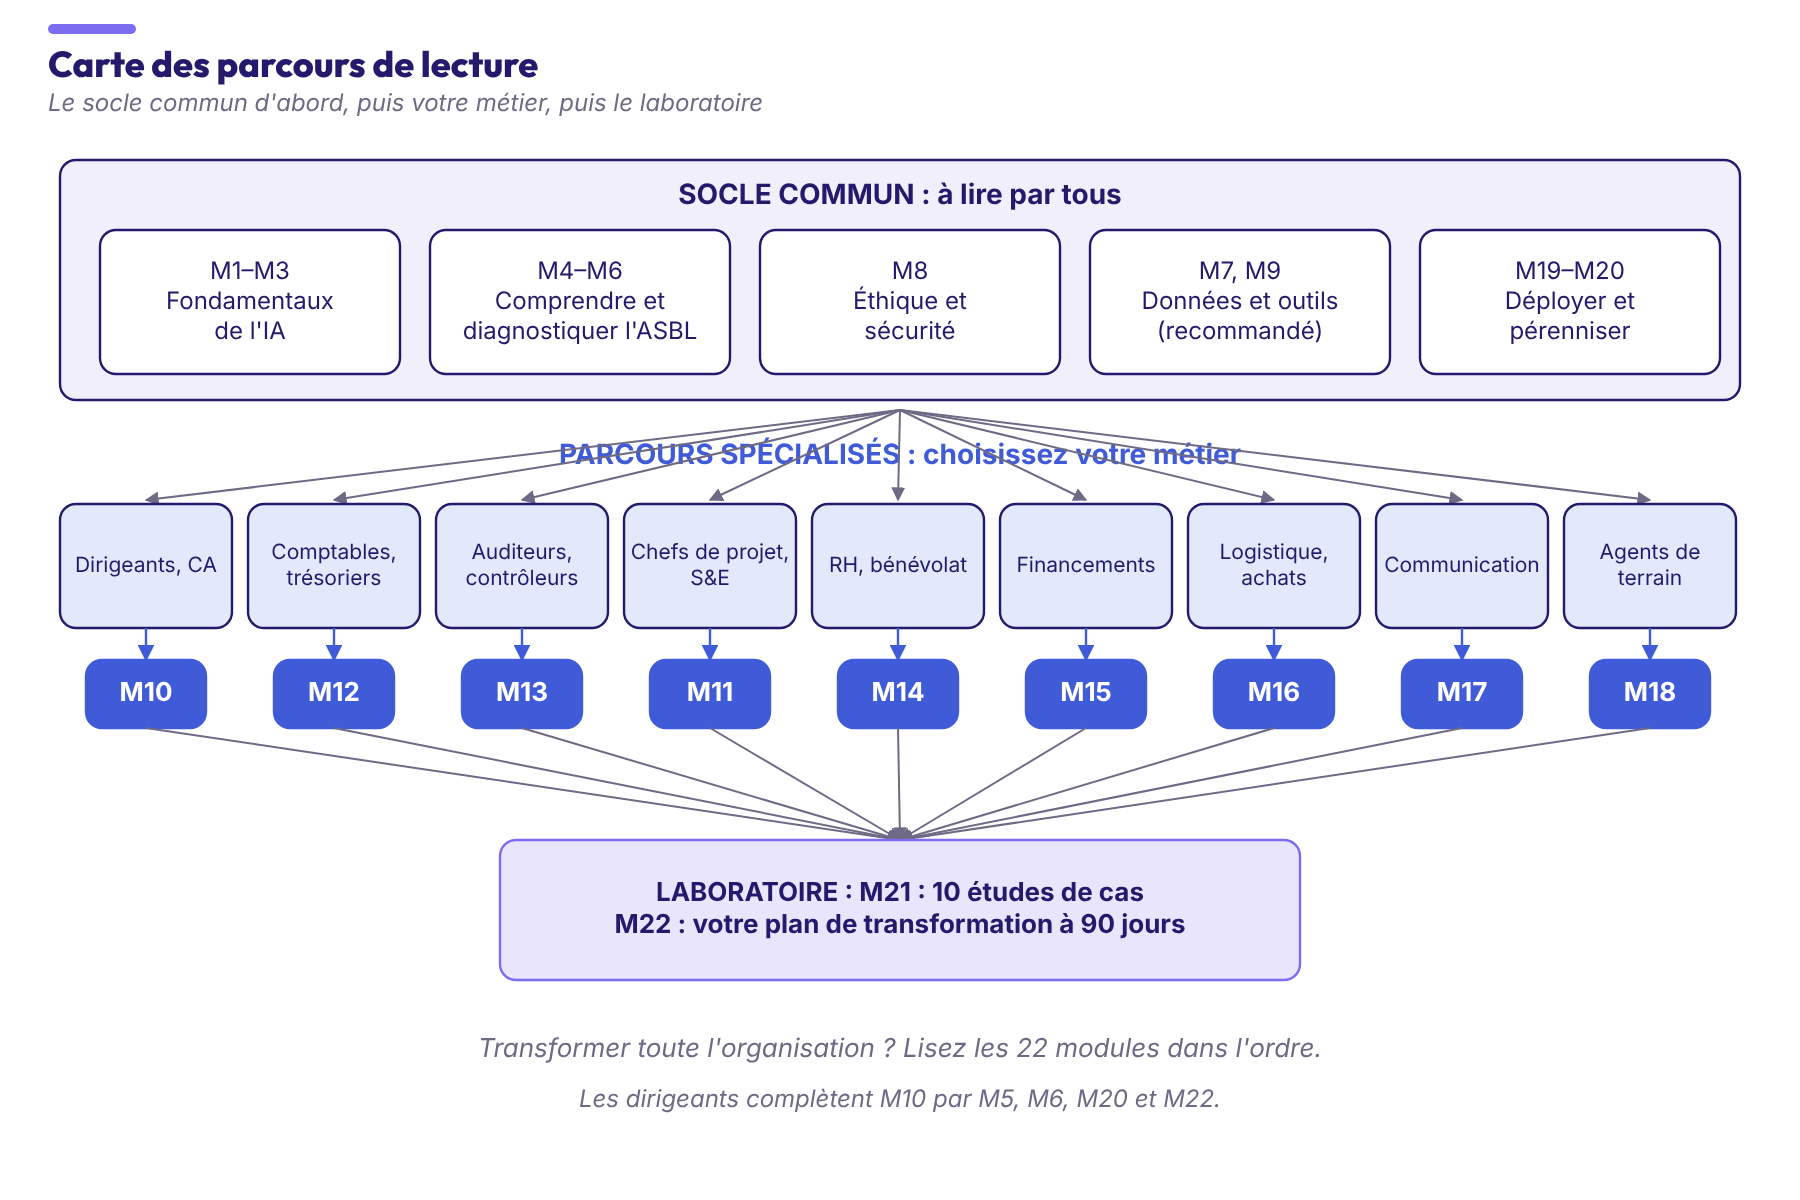 Carte des parcours de lecture
Le socle commun d'abord, puis votre métier, puis le laboratoire
SOCLE COMMUN : à lire par tous
M1–M3
Fondamentaux
de l'IA
M4–M6
Comprendre et
diagnostiquer l'ASBL
M8
Éthique et
sécurité
M7, M9
Données et outils
(recommandé)
M19–M20
Déployer et
pérenniser
PARCOURS SPÉCIALISÉS : choisissez votre métier
Dirigeants, CA
Comptables,
trésoriers
Auditeurs,
contrôleurs
Chefs de projet,
S&E
RH, bénévolat
Financements
Logistique,
achats
Communication
Agents de
terrain
M10
M12
M13
M11
M14
M15
M16
M17
M18
LABORATOIRE : M21 : 10 études de cas
M22 : votre plan de transformation à 90 jours
Transformer toute l'organisation ? Lisez les 22 modules dans l'ordre.
Les dirigeants complètent M10 par M5, M6, M20 et M22.